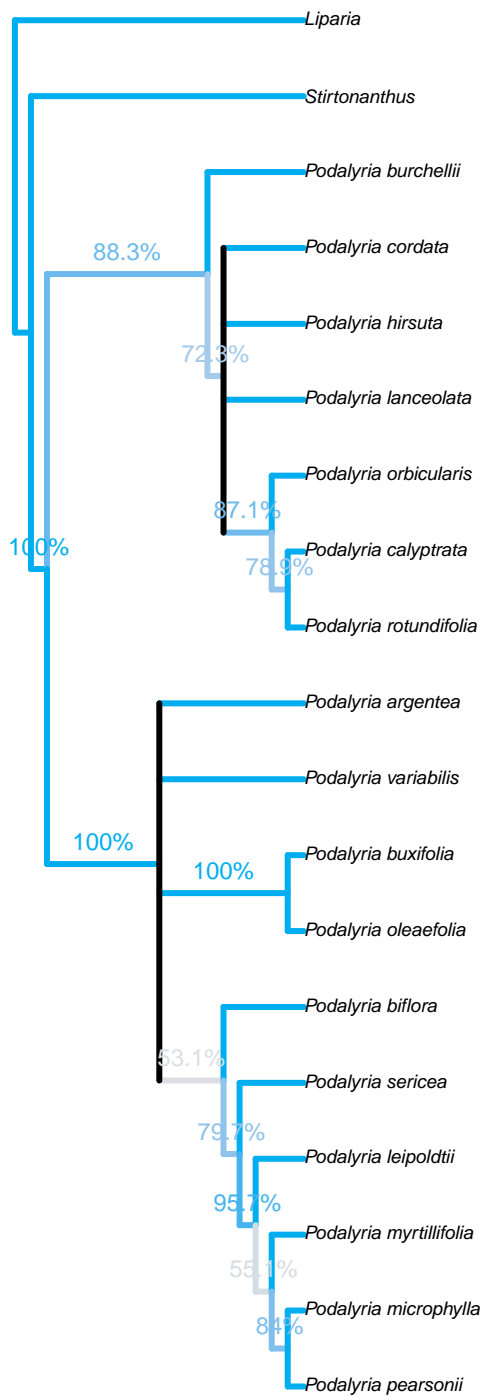 Liparia
Stirtonanthus
Podalyria burchellii
88.3%
Podalyria cordata
Podalyria hirsuta
72.3%
Podalyria lanceolata
Podalyria orbicularis
87.1%
Podalyria calyptrata
100%
78.9%
Podalyria rotundifolia
Podalyria argentea
Podalyria variabilis
100%
Podalyria buxifolia
100%
Podalyria oleaefolia
Podalyria biflora
53.1%
Podalyria sericea
79.7%
Podalyria leipoldtii
95.7%
Podalyria myrtillifolia
55.1%
Podalyria microphylla
84%
Podalyria pearsonii